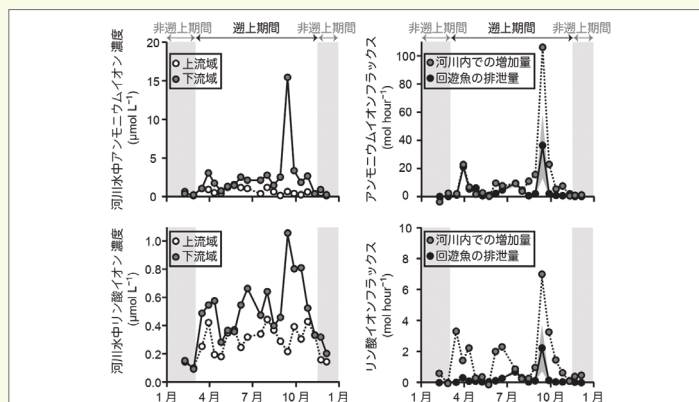 非遡上期間 遡上期間 非遡上期間
河川水中アンモニウムイオン濃度
(μmol L⁻¹)
20
15
10
5
0
上流域
下流域
非遡上期間 遡上期間 非遡上期間
アンモニウムイオンフラックス
(mol hour⁻¹)
100
80
60
40
20
0
河川内での増加量
回遊魚の排泄量
河川水中リン酸イオン濃度
(μmol L⁻¹)
1.0
0.8
0.6
0.4
0.2
0.0
上流域
下流域
1月 4月 7月 10月 1月
リン酸イオンフラックス
(mol hour⁻¹)
10
8
6
4
2
0
河川内での増加量
回遊魚の排泄量
1月 4月 7月 10月 1月